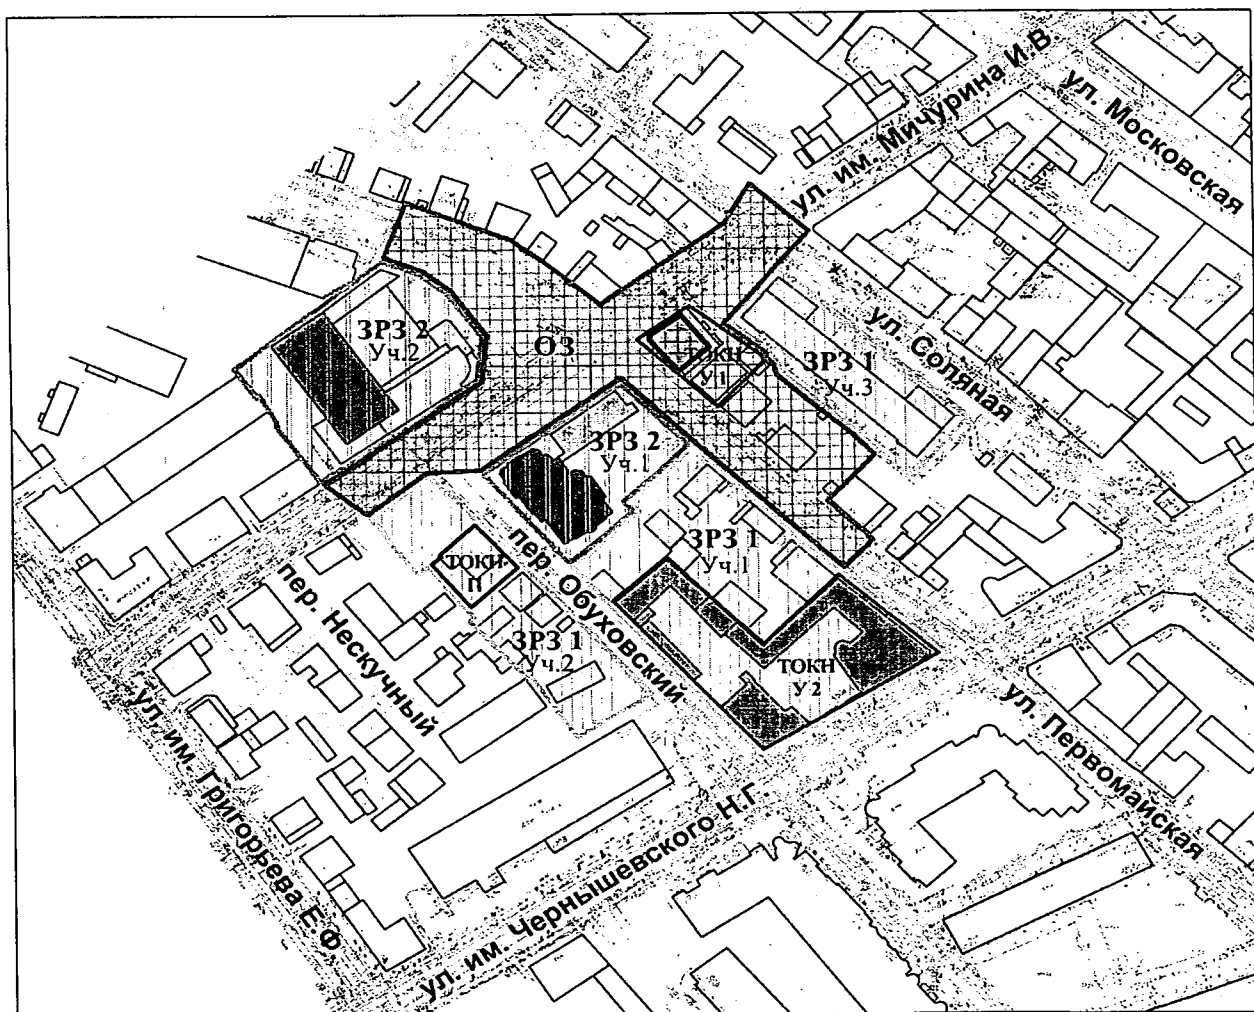 ул. им. Мичурина И.В.
ул. Московская
ул. Соляная
ЗРЗ 2
Уч.2
ОЗ
ТОКН
У 1
ЗРЗ 1
Уч.3
ЗРЗ 2
Уч.1
ЗРЗ 1
Уч.1
пер Обуховский
ТОКН
П
пер. Нескучный
ЗРЗ 1
Уч.2
ТОКН
У 2
ул. Первомайская
ул. им. Григорьева Е.Ф
ул. им. Чернышевского Н.Г.